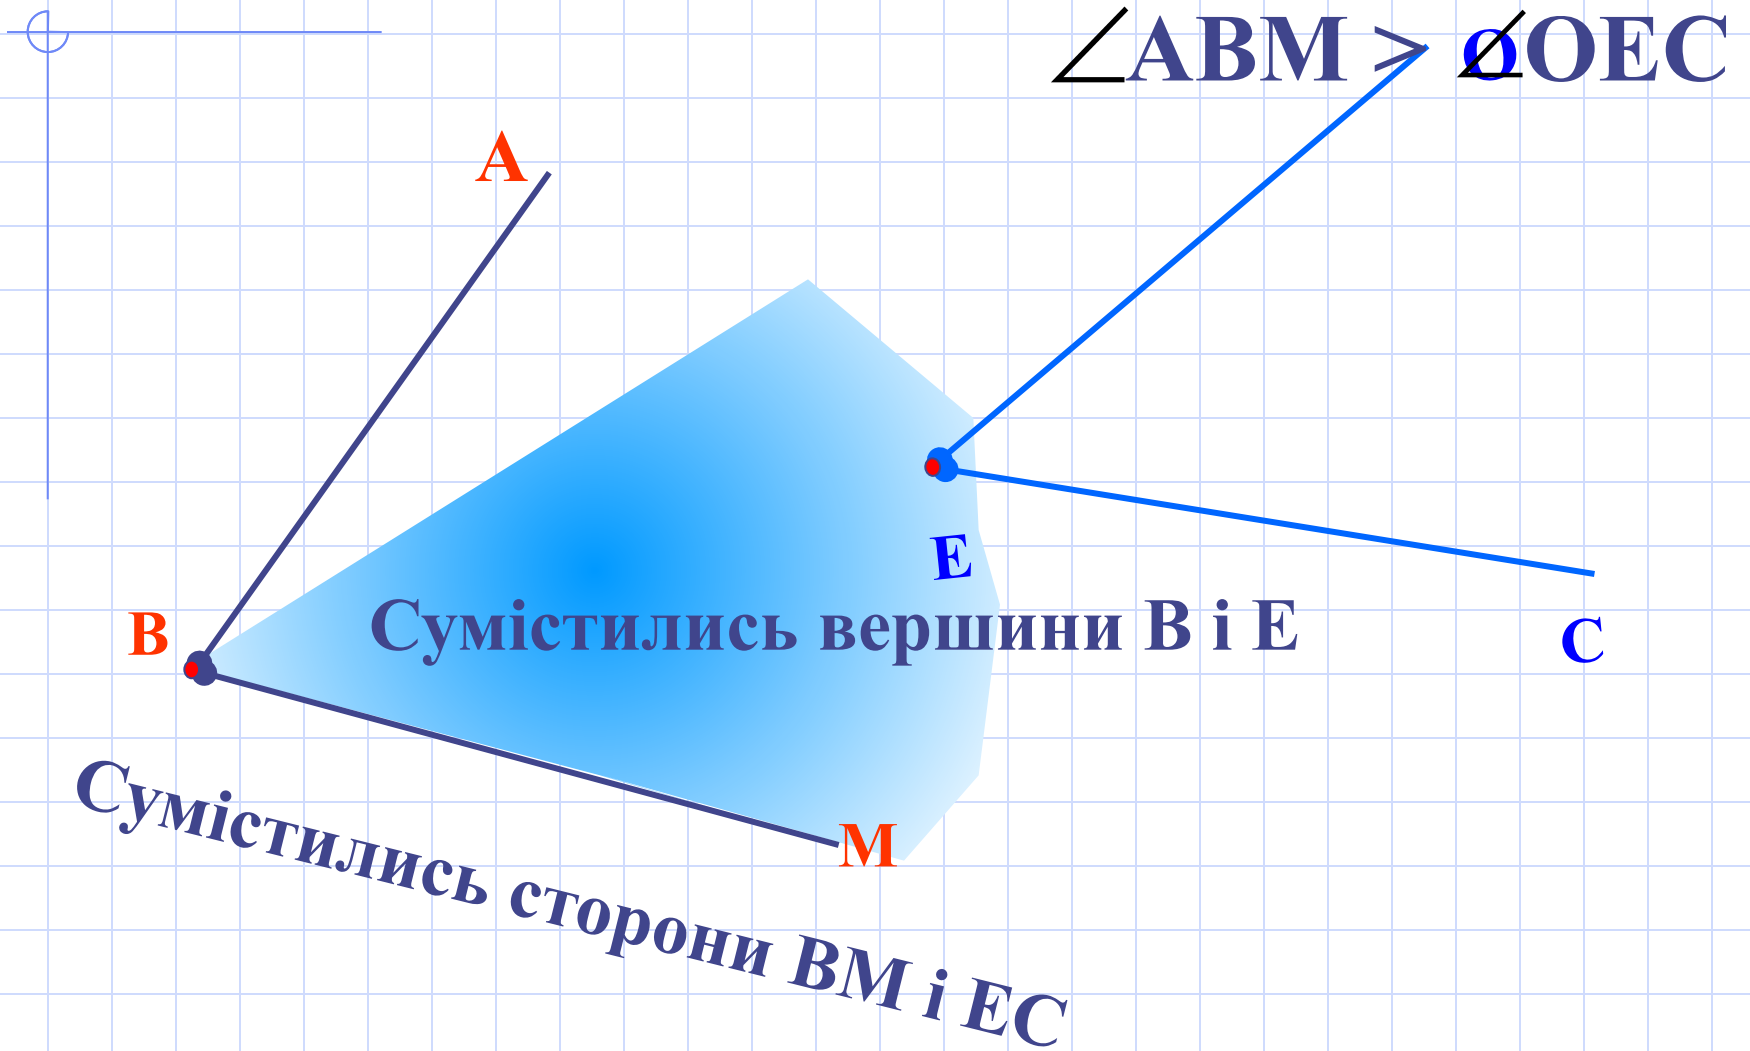 ∠ABM > ∠OEC
O
A
E
B
Сумістились вершини B і E
C
M
Сумістились сторони BM і EC